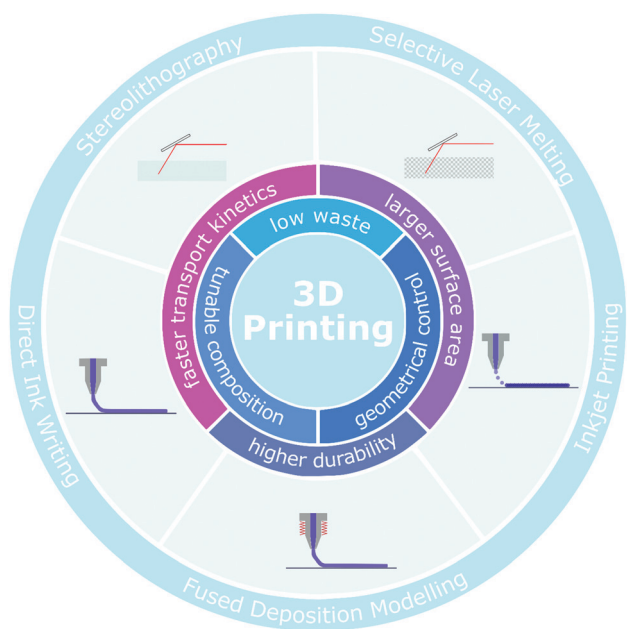 Stereolithography
Selective Laser Melting
Inkjet Printing
Fused Deposition Modelling
Direct Ink Writing
faster transport kinetics
larger surface area
higher durability
low waste
geometrical control
tunable composition
3D
Printing